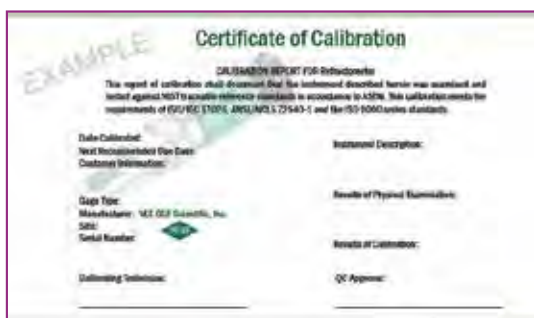 EXAMPLE
Certificate of Calibration
CALIBRATION REPORT FOR Refractometer
This report of calibration shall document that the instrument described herein was examined and
tested against NIST traceable reference standards in accordance to ASTM. This calibration meets the
requirements of ISO/IEC 17025, ANSI/NCSL Z540-1 and the ISO 9000 series standards.
Date Calibrated:
Next Recommended Due Date:
Customer Information:
Instrument Description:
Gage Type:
Manufacturer: Scientific, Inc.
Serial Number:
Results of Physical Examination:
Results of Calibration:
Calibrating Technician:
QC Approval: